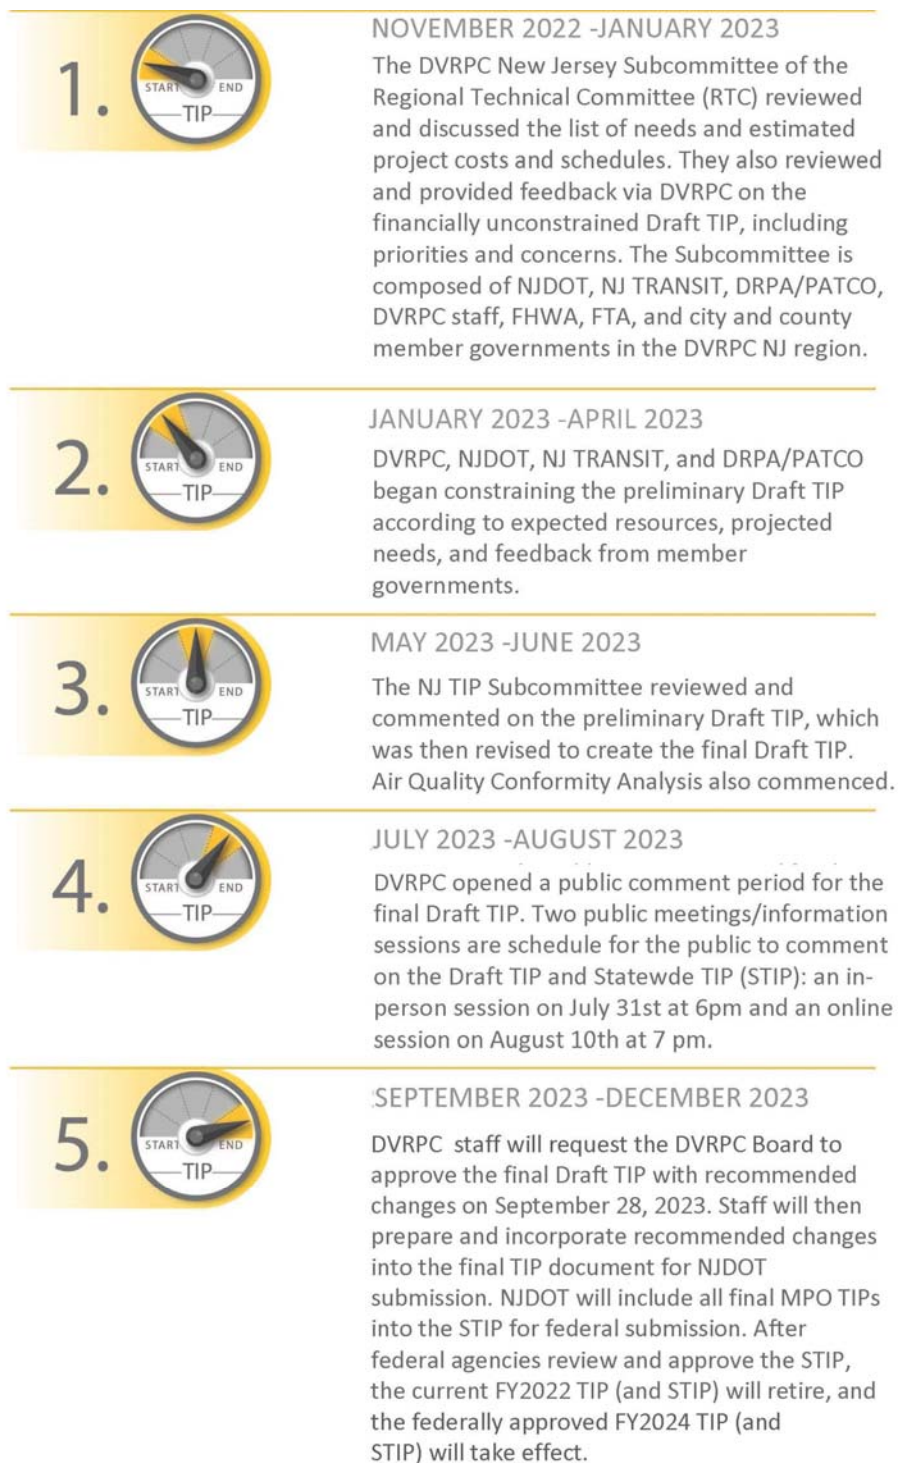 NOVEMBER 2022 -JANUARY 2023
1.
START END
TIP
The DVRPC New Jersey Subcommittee of the
Regional Technical Committee (RTC) reviewed
and discussed the list of needs and estimated
project costs and schedules. They also reviewed
and provided feedback via DVRPC on the
financially unconstrained Draft TIP, including
priorities and concerns. The Subcommittee is
composed of NJDOT, NJ TRANSIT, DRPA/PATCO,
DVRPC staff, FHWA, FTA, and city and county
member governments in the DVRPC NJ region.
JANUARY 2023 -APRIL 2023
2.
START END
TIP
DVRPC, NJDOT, NJ TRANSIT, and DRPA/PATCO
began constraining the preliminary Draft TIP
according to expected resources, projected
needs, and feedback from member
governments.
MAY 2023 -JUNE 2023
3.
START END
TIP
The NJ TIP Subcommittee reviewed and
commented on the preliminary Draft TIP, which
was then revised to create the final Draft TIP.
Air Quality Conformity Analysis also commenced.
JULY 2023 -AUGUST 2023
4.
START END
TIP
DVRPC opened a public comment period for the
final Draft TIP. Two public meetings/information
sessions are schedule for the public to comment
on the Draft TIP and Statewde TIP (STIP): an in-
person session on July 31st at 6pm and an online
session on August 10th at 7 pm.
SEPTEMBER 2023 -DECEMBER 2023
5.
START END
TIP
DVRPC staff will request the DVRPC Board to
approve the final Draft TIP with recommended
changes on September 28, 2023. Staff will then
prepare and incorporate recommended changes
into the final TIP document for NJDOT
submission. NJDOT will include all final MPO TIPs
into the STIP for federal submission. After
federal agencies review and approve the STIP,
the current FY2022 TIP (and STIP) will retire, and
the federally approved FY2024 TIP (and
STIP) will take effect.